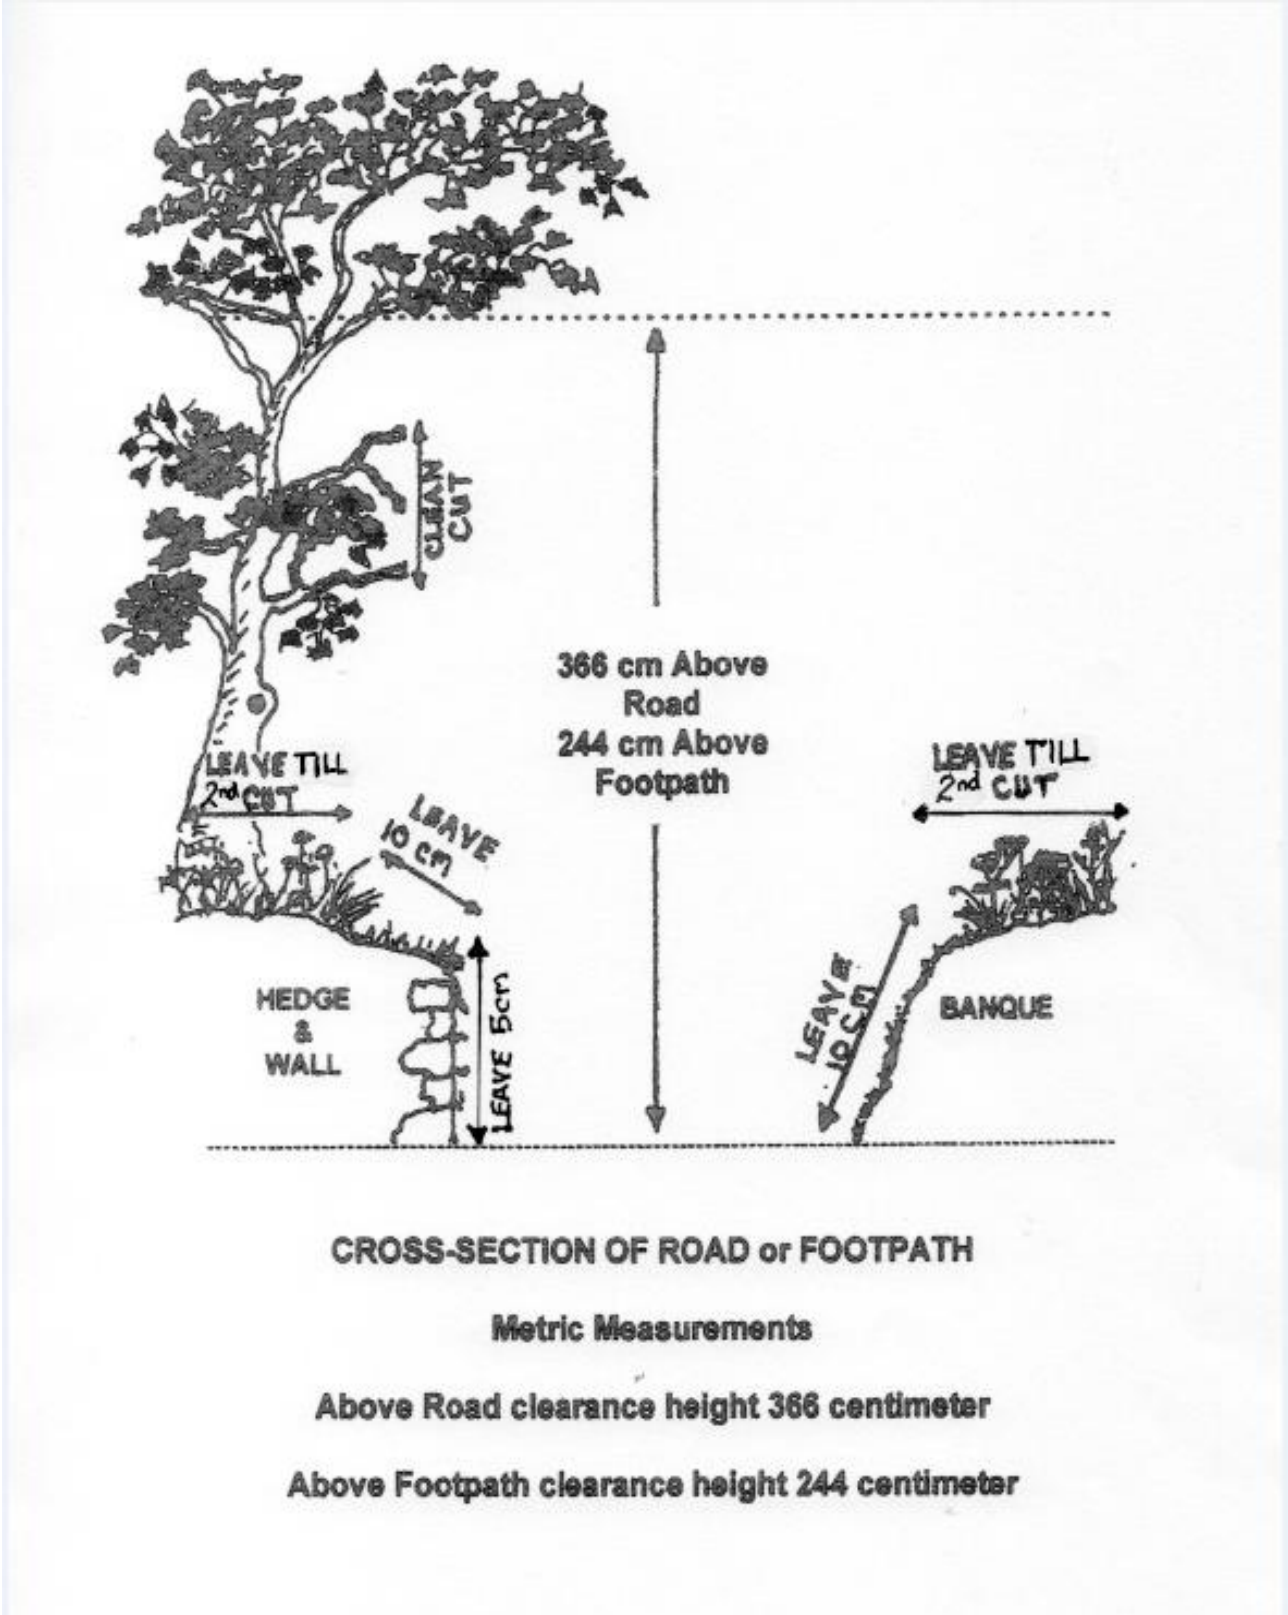 CLEAN
CUT
366 cm Above
Road
244 cm Above
Footpath
LEAVE TILL
2nd CUT
LEAVE
10 cm
LEAVE TILL
2nd CUT
HEDGE
&
WALL
LEAVE 5cm
LEAVE
10 CM
BANQUE
CROSS-SECTION OF ROAD or FOOTPATH
Metric Measurements
Above Road clearance height 366 centimeter
Above Footpath clearance height 244 centimeter